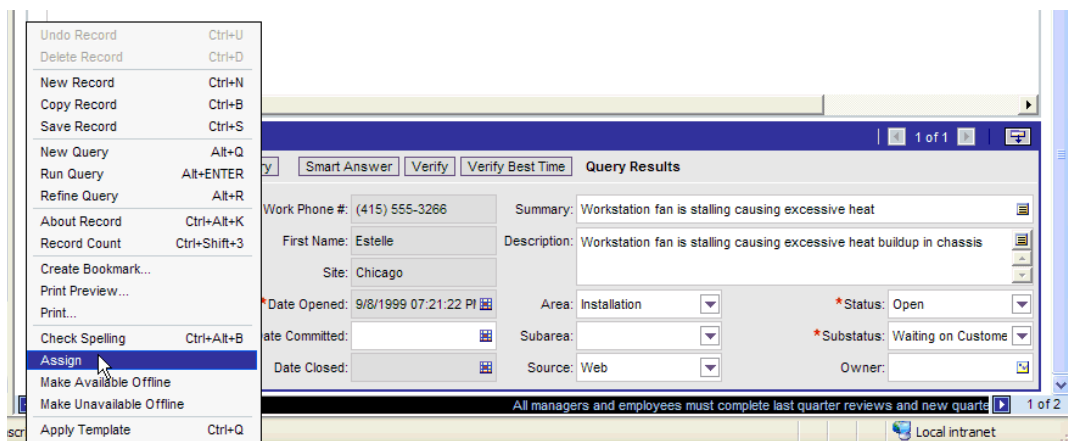 Undo Record Ctrl+U
Delete Record Ctrl+D
New Record Ctrl+N
Copy Record Ctrl+B
Save Record Ctrl+S
New Query Alt+Q
Run Query Alt+ENTER
Refine Query Alt+R
About Record Ctrl+Alt+K
Record Count Ctrl+Shift+3
Create Bookmark...
Print Preview...
Print...
Check Spelling Ctrl+Alt+B
Assign
Make Available Offline
Make Unavailable Offline
Apply Template Ctrl+Q
1 of 1
Smart Answer Verify Verify Best Time Query Results
Work Phone #: (415) 555-3266 Summary: Workstation fan is stalling causing excessive heat
First Name: Estelle Description: Workstation fan is stalling causing excessive heat buildup in chassis
Site: Chicago
*Date Opened: 9/8/1999 07:21:22 Area: Installation *Status: Open
Committed: Subarea: *Substatus: Waiting on Custome
Date Closed: Source: Web Owner:
All managers and employees must complete last quarter reviews and new quarte 1 of 2
Local intranet